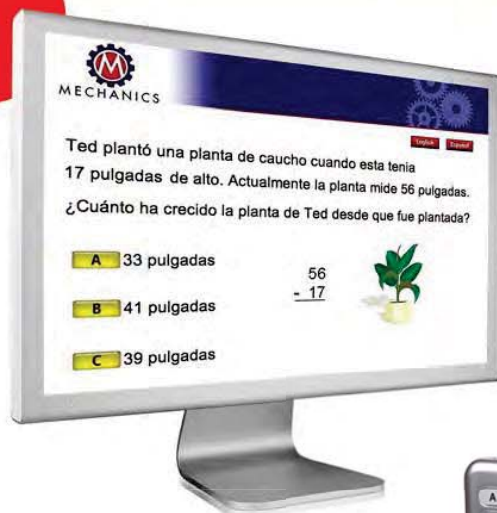 M
MECHANICS
English Español
Ted plantó una planta de caucho cuando esta tenia
17 pulgadas de alto. Actualmente la planta mide 56 pulgadas.
¿Cuánto ha crecido la planta de Ted desde que fue plantada?
A 33 pulgadas
56
- 17
B 41 pulgadas
C 39 pulgadas
A